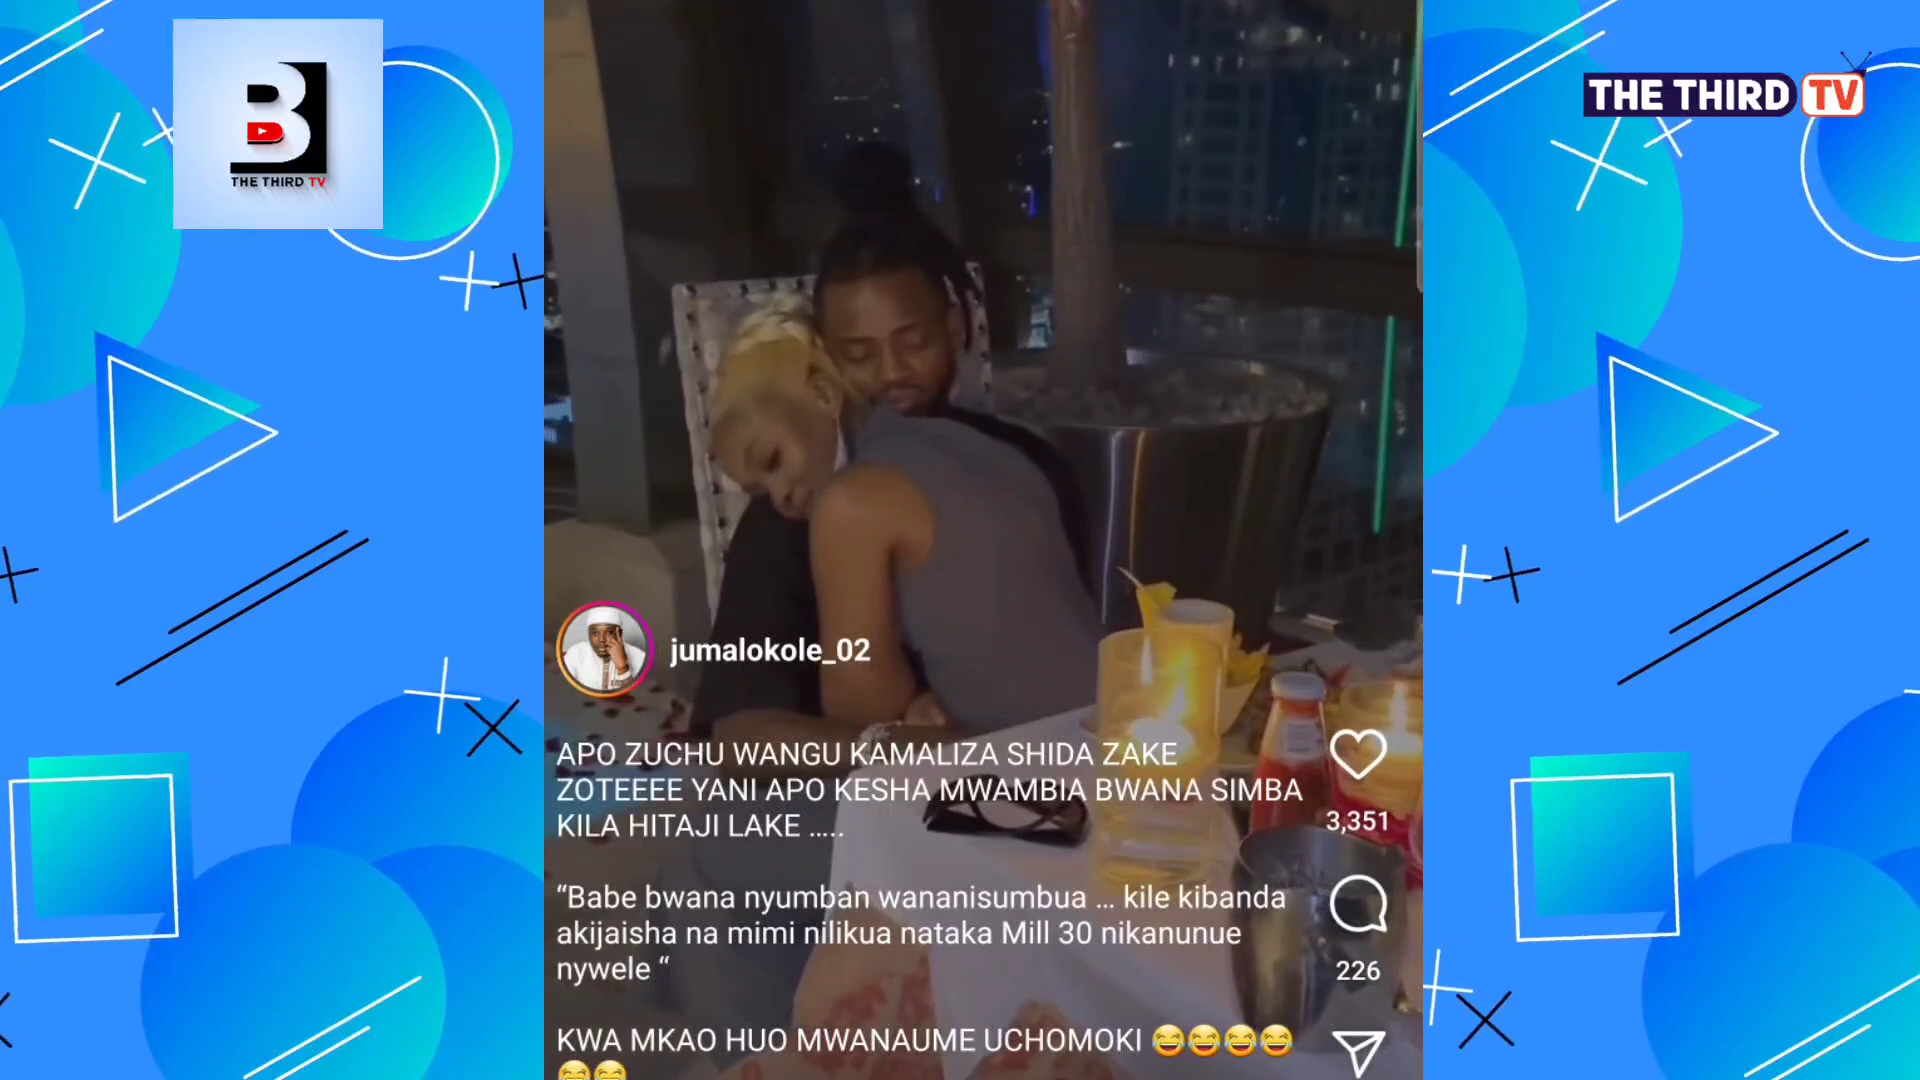 B
THE THIRD TV
THE THIRD TV
jumalokole_02
APO ZUCHU WANGU KAMALIZA SHIDA ZAKE
ZOTEEEE YANI APO KESHA MWAMBIA BWANA SIMBA
KILA HITAJI LAKE …..
3,351
“Babe bwana nyumban wananisumbua … kile kibanda
akijaisha na mimi nilikua nataka Mill 30 nikanunue
nywele “
226
KWA MKAO HUO MWANAUME UCHOMOKI 😂😂😂😂
😂😂